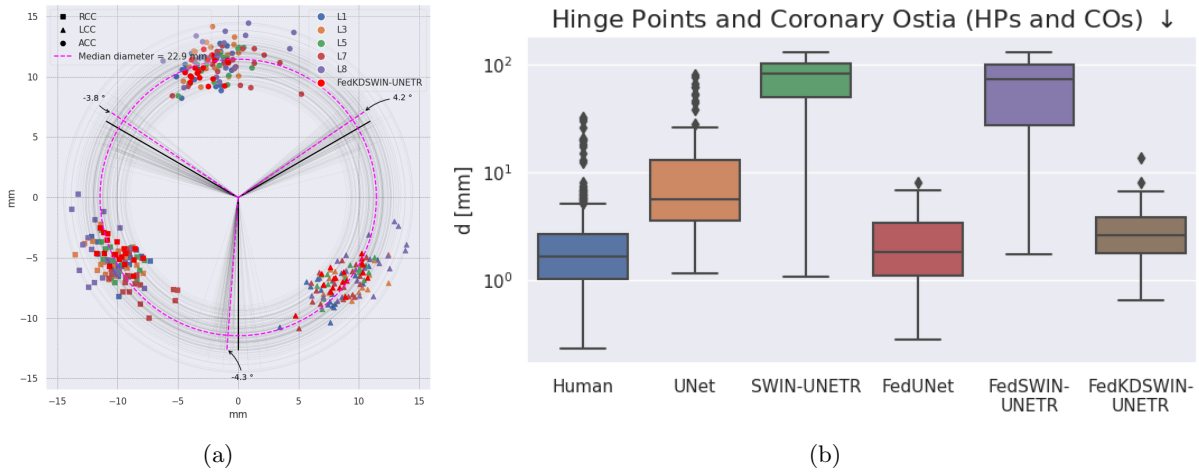 RCC
LCC
ACC
Median diameter = 22.9 mm
L1
L3
L5
L7
L8
FedKDSWIN-UNETR
-3.8 °
4.2 °
-4.3 °
15
10
5
0
−5
−10
−15
mm
−15 −10 −5 0 5 10 15
mm
(a)
Hinge Points and Coronary Ostia (HPs and COs) ↓
d [mm]
10²
10¹
10⁰
Human UNet SWIN-UNETR FedUNet FedSWIN-UNETR FedKDSWIN-UNETR
(b)